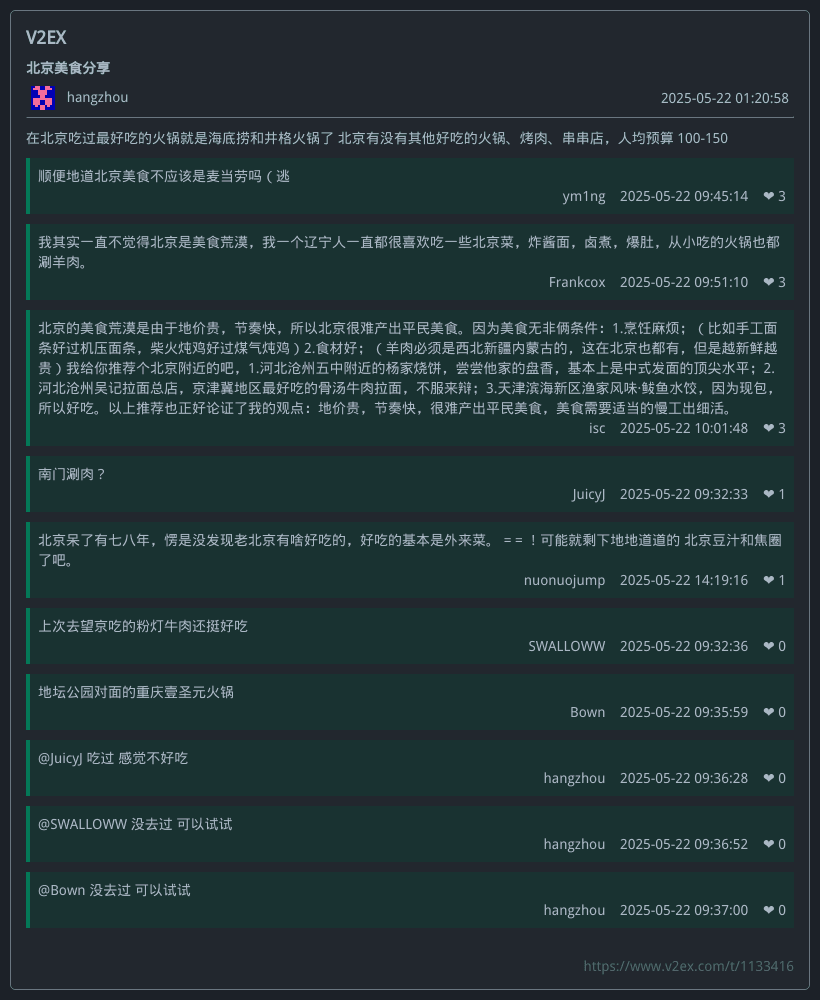 V2EX
北京美食分享
hangzhou
2025-05-22 01:20:58
在北京吃过最好吃的火锅就是海底捞和井格火锅了 北京有没有其他好吃的火锅、烤肉、串串店，人均预算 100-150
顺便地道北京美食不应该是麦当劳吗（逃
ym1ng 2025-05-22 09:45:14 ❤ 3
我其实一直不觉得北京是美食荒漠，我一个辽宁人一直都很喜欢吃一些北京菜，炸酱面，卤煮，爆肚，从小吃的火锅也都
涮羊肉。
Frankcox 2025-05-22 09:51:10 ❤ 3
北京的美食荒漠是由于地价贵，节奏快，所以北京很难产出平民美食。因为美食无非俩条件：1.烹饪麻烦；（比如手工面
条好过机压面条，柴火炖鸡好过煤气炖鸡）2.食材好；（羊肉必须是西北新疆内蒙古的，这在北京也都有，但是越新鲜越
贵）我给你推荐个北京附近的吧，1.河北沧州五中附近的杨家烧饼，尝尝他家的盘香，基本上是中式发面的顶尖水平；2.
河北沧州吴记拉面总店，京津冀地区最好吃的骨汤牛肉拉面，不服来辩；3.天津滨海新区渔家风味·鲅鱼水饺，因为现包，
所以好吃。以上推荐也正好论证了我的观点：地价贵，节奏快，很难产出平民美食，美食需要适当的慢工出细活。
isc 2025-05-22 10:01:48 ❤ 3
南门涮肉？
JuicyJ 2025-05-22 09:32:33 ❤ 1
北京呆了有七八年，愣是没发现老北京有啥好吃的，好吃的基本是外来菜。 = = ！可能就剩下地地道道的 北京豆汁和焦圈
了吧。
nuonuojump 2025-05-22 14:19:16 ❤ 1
上次去望京吃的粉灯牛肉还挺好吃
SWALLOWW 2025-05-22 09:32:36 ❤ 0
地坛公园对面的重庆壹圣元火锅
Bown 2025-05-22 09:35:59 ❤ 0
@JuicyJ 吃过 感觉不好吃
hangzhou 2025-05-22 09:36:28 ❤ 0
@SWALLOWW 没去过 可以试试
hangzhou 2025-05-22 09:36:52 ❤ 0
@Bown 没去过 可以试试
hangzhou 2025-05-22 09:37:00 ❤ 0
https://www.v2ex.com/t/1133416